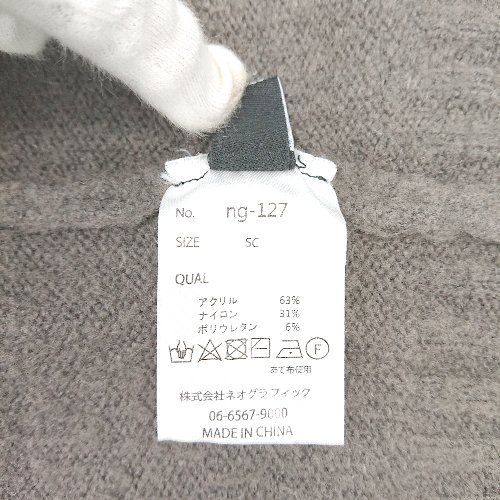 No. ng-127
SIZE SC
QUAL
アクリル 63%
ナイロン 31%
ポリウレタン 6%
F
あて布使用
株式会社ネオグラフィック
06-6567-9000
MADE IN CHINA